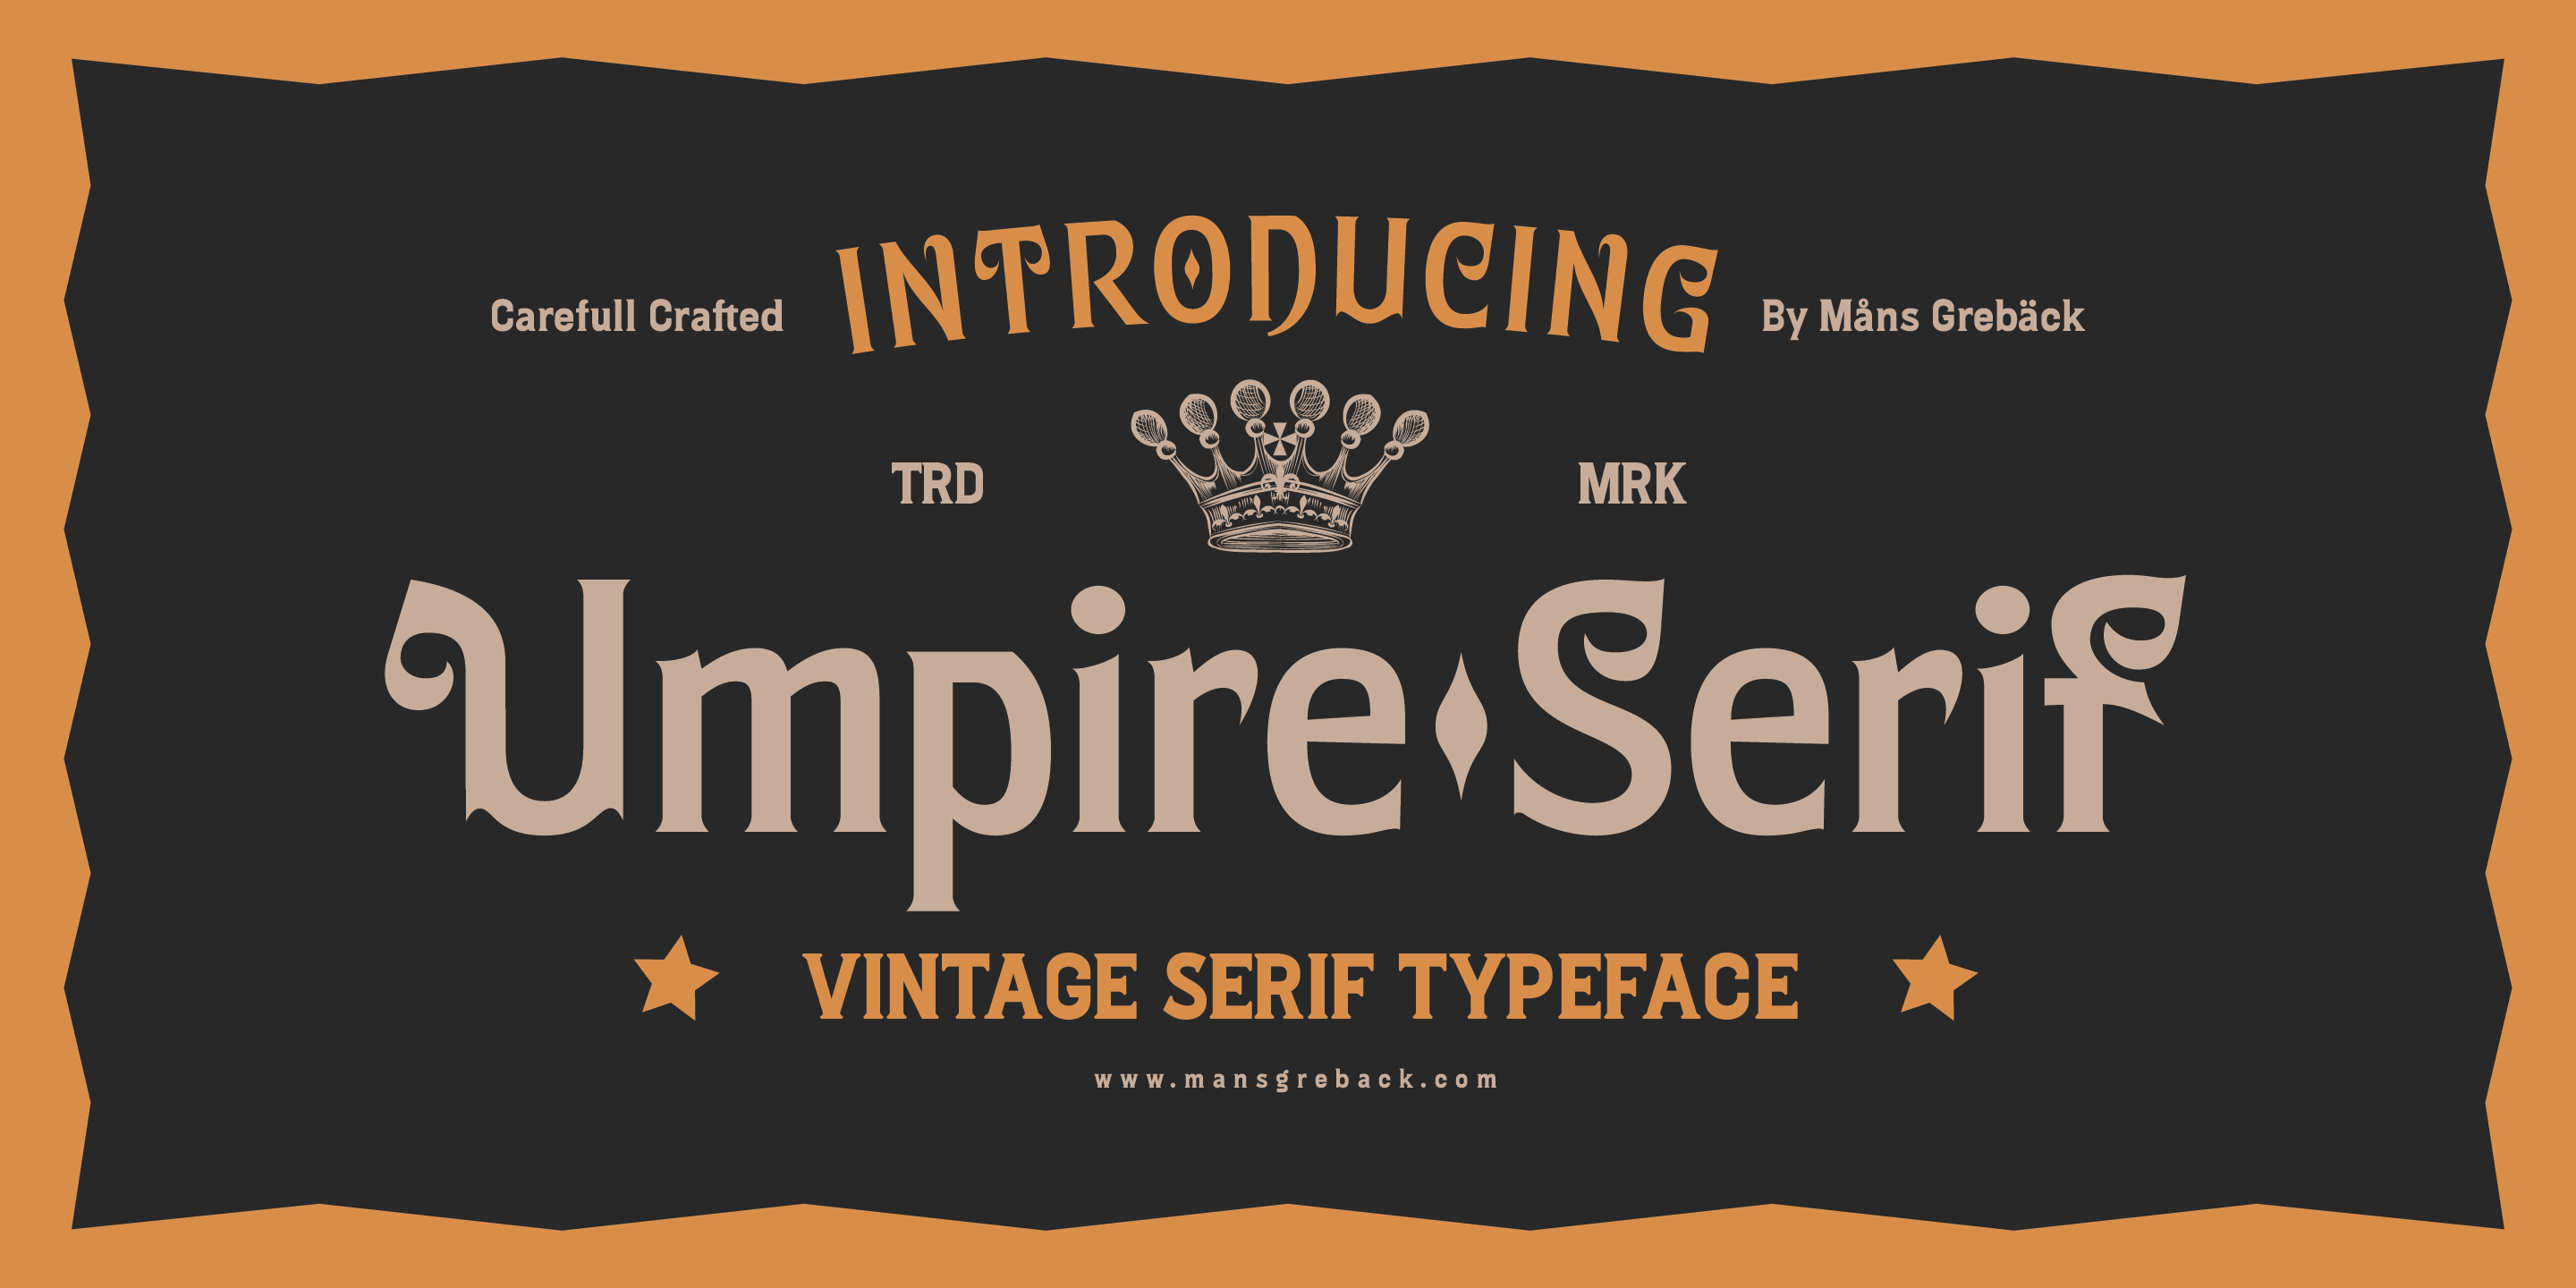 INTRODUCING
Carefull Crafted
By Måns Grebäck
TRD
MRK
Umpire Serif
VINTAGE SERIF TYPEFACE
www.mansgreback.com